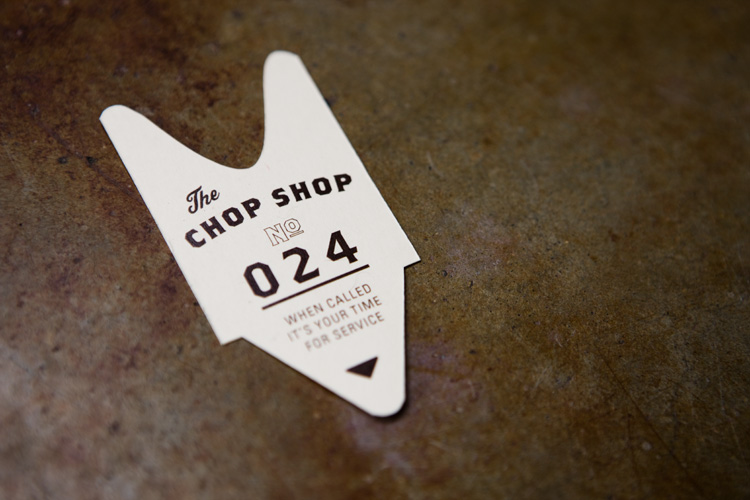 The
CHOP SHOP
Nº
024
WHEN CALLED
IT'S YOUR TIME
FOR SERVICE